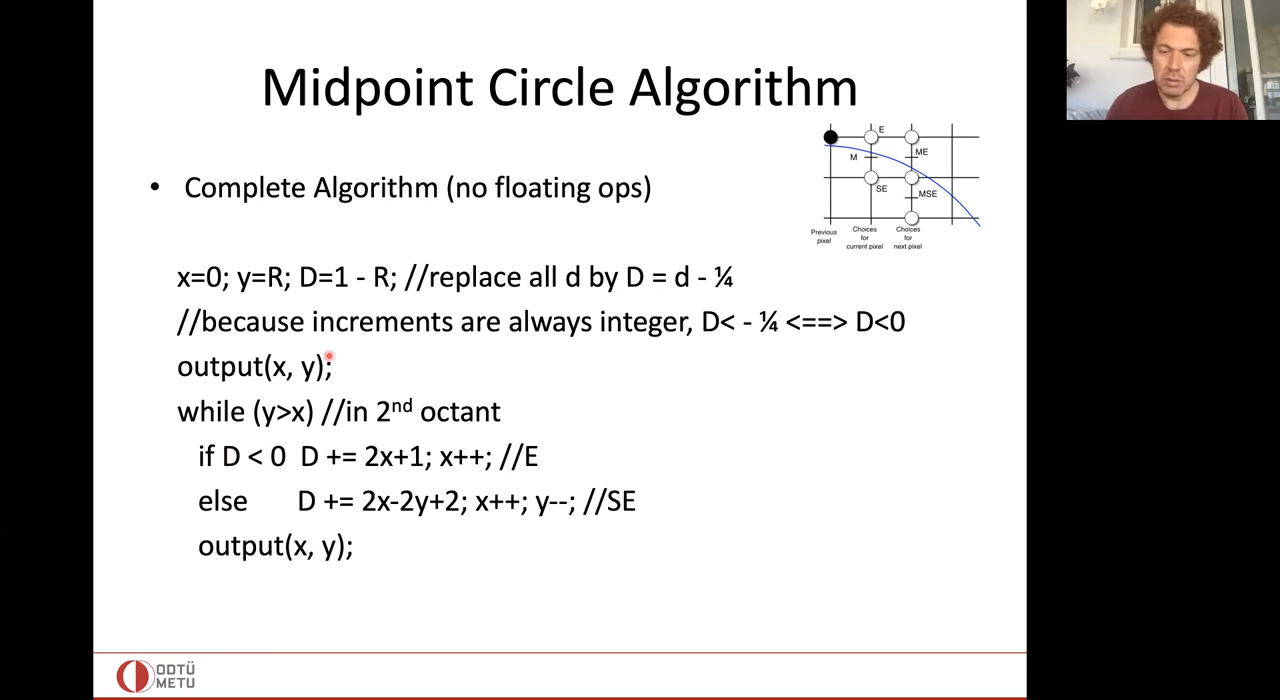 Midpoint Circle Algorithm
E
M
ME
SE
MSE
Previous pixel
Choices for current pixel
Choices for next pixel
• Complete Algorithm (no floating ops)
x=0; y=R; D=1 - R; //replace all d by D = d - ¼
//because increments are always integer, D< - ¼ <==> D<0
output(x, y);
while (y>x) //in 2nd octant
if D < 0 D += 2x+1; x++; //E
else D += 2x-2y+2; x++; y--; //SE
output(x, y);
ODTÜ
METU